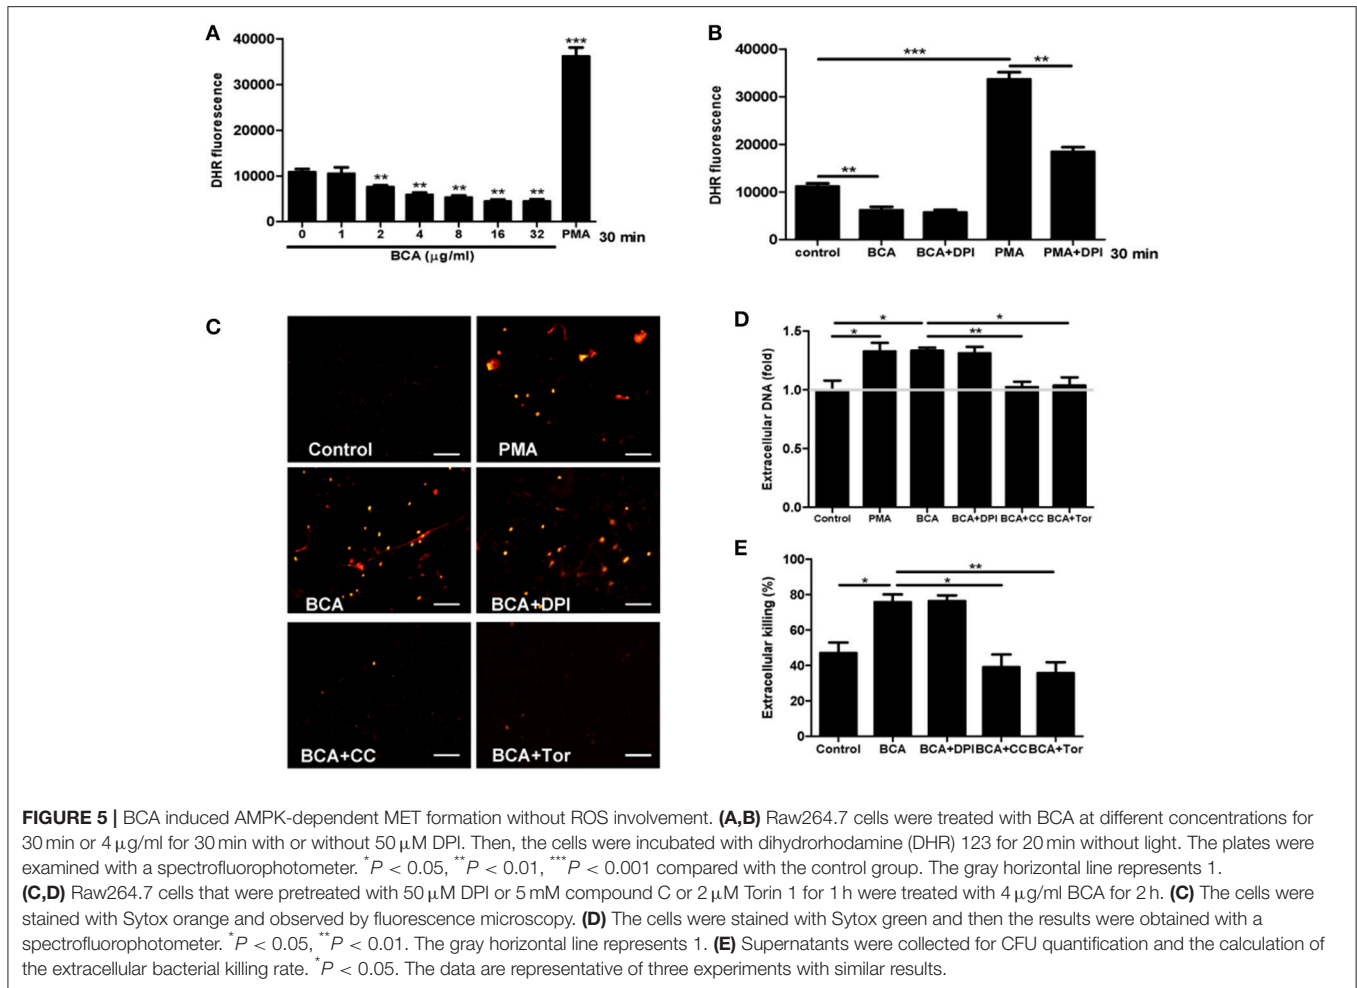 A
DHR fluorescence
40000
30000
20000
10000
0
***
** ** ** ** **
0 1 2 4 8 16 32 PMA 30 min
BCA (μg/ml)
B
DHR fluorescence
40000
30000
20000
10000
0
***
**
**
control BCA BCA+DPI PMA PMA+DPI 30 min
C
Control PMA
BCA BCA+DPI
BCA+CC BCA+Tor
D
Extracellular DNA (fold)
1.5
1.0
0.5
0.0
* *
* **
Control PMA BCA BCA+DPI BCA+CC BCA+Tor
E
Extracellular killing (%)
100
80
60
40
20
0
**
* *
Control BCA BCA+DPI BCA+CC BCA+Tor
FIGURE 5 | BCA induced AMPK-dependent MET formation without ROS involvement. (A,B) Raw264.7 cells were treated with BCA at different concentrations for
30 min or 4 μg/ml for 30 min with or without 50 μM DPI. Then, the cells were incubated with dihydrorhodamine (DHR) 123 for 20 min without light. The plates were
examined with a spectrofluorophotometer. *P < 0.05, **P < 0.01, ***P < 0.001 compared with the control group. The gray horizontal line represents 1.
(C,D) Raw264.7 cells that were pretreated with 50 μM DPI or 5 mM compound C or 2 μM Torin 1 for 1 h were treated with 4 μg/ml BCA for 2 h. (C) The cells were
stained with Sytox orange and observed by fluorescence microscopy. (D) The cells were stained with Sytox green and then the results were obtained with a
spectrofluorophotometer. *P < 0.05, **P < 0.01. The gray horizontal line represents 1. (E) Supernatants were collected for CFU quantification and the calculation of
the extracellular bacterial killing rate. *P < 0.05. The data are representative of three experiments with similar results.